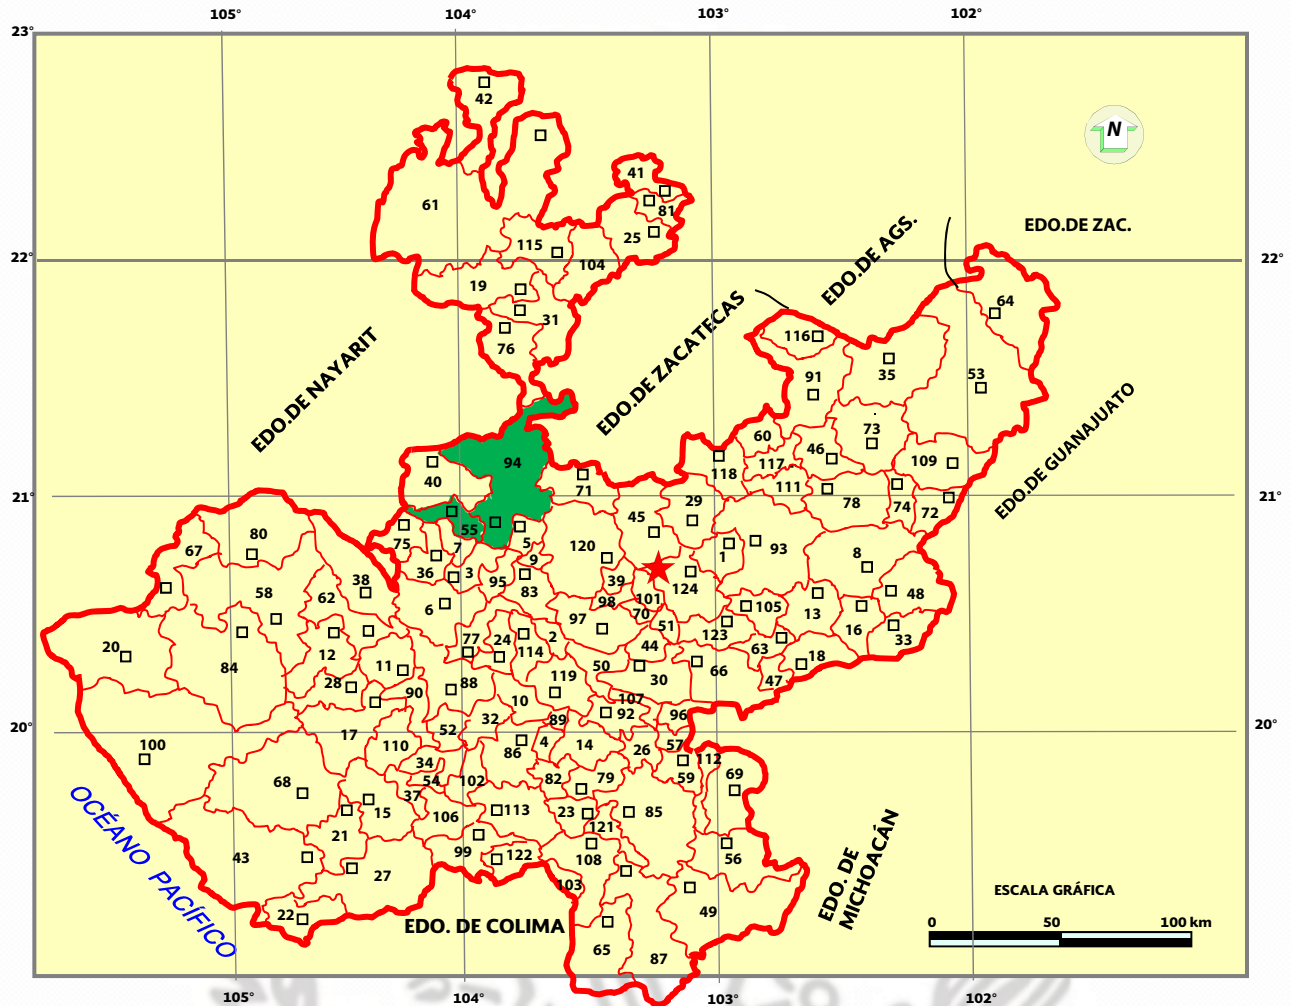 105° 104° 103° 102°
23°
42
N
41
61
81
EDO.DE ZAC.
115
25
EDO.DE AGS.
22° 104 22°
19
64
31
EDO.DE ZACATECAS
116
76
EDO.DE NAYARIT
91 35 53
EDO.DE GUANAJUATO
60 73
46
94 117 109
118
40 71 111
21° 29 78 74 72 21°
45
55
80 75 7 5 120
67 1 93 8
36 3 9
38 95 39
58 62 83 124 48
6 98 101 105
70 13
97 51 16
77 24 2 123 33
20 12 114 44 63
84 11 50 66 18
28 88 119 30 47
90 10 107
32 89 92 96
20° 52 20°
17
100 110 86 4 14 26 57
34 112
68 54 102 82 79 59 69
37
15 106 113 23 85
21 121
43 99 122 108 56
27
103
ESCALA GRÁFICA
22 49
EDO. DE COLIMA
EDO. DE
MICHOACÁN
0 50 100 km
65 87
OCÉANO PACÍFICO
105° 104° 103° 102°